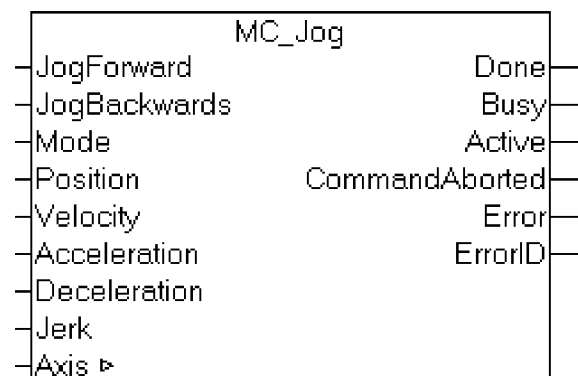 MC_Jog
JogForward Done
JogBackwards Busy
Mode Active
Position CommandAborted
Velocity Error
Acceleration ErrorID
Deceleration
Jerk
Axis